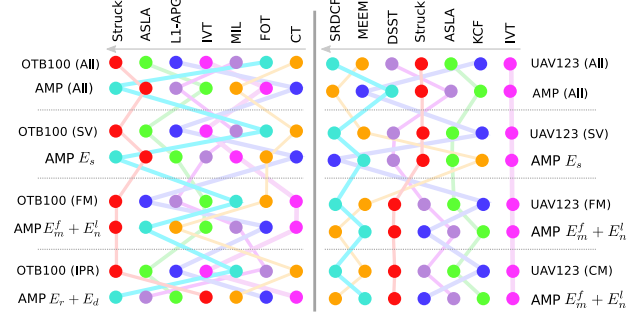 Struck ASLA L1-APG IVT MIL FOT CT SRDCF MEEM DSST Struck ASLA KCF IVT
OTB100 (All) UAV123 (All)
AMP (All) AMP (All)
OTB100 (SV) UAV123 (SV)
AMP E_s AMP E_s
OTB100 (FM) UAV123 (FM)
AMP E_m^f + E_n^l AMP E_m^f + E_n^l
OTB100 (IPR) UAV123 (CM)
AMP E_r + E_d AMP E_m^f + E_n^l